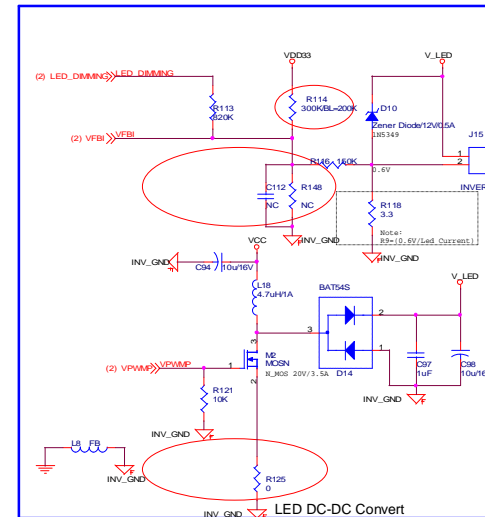 VDD33
V_LED
(2) LED_DIMMING
LED_DIMMING
R113
820K
R114
300K/BL=200K
D10
Zener Diode/12V/0.5A
1N5349
J15
1
2
INVER
(2) VFBI
VFBI
R146 150K
0.6V
C112
NC
R148
NC
R118
3.3
Note:
R9=(0.6V/Led Current)
INV_GND
INV_GND
VCC
INV_GND
C94 10u/16V
L18
4.7uH/1A
V_LED
BAT54S
2
3
1
D14
C97
1uF
C98
10u/16
INV_GND
3
M2
MOSN
N_MOS 20V/3.5A
1
2
(2) VPWMP
VPWMP
R121
10K
INV_GND
L8 FB
INV_GND
R125
0
INV_GND
LED DC-DC Convert